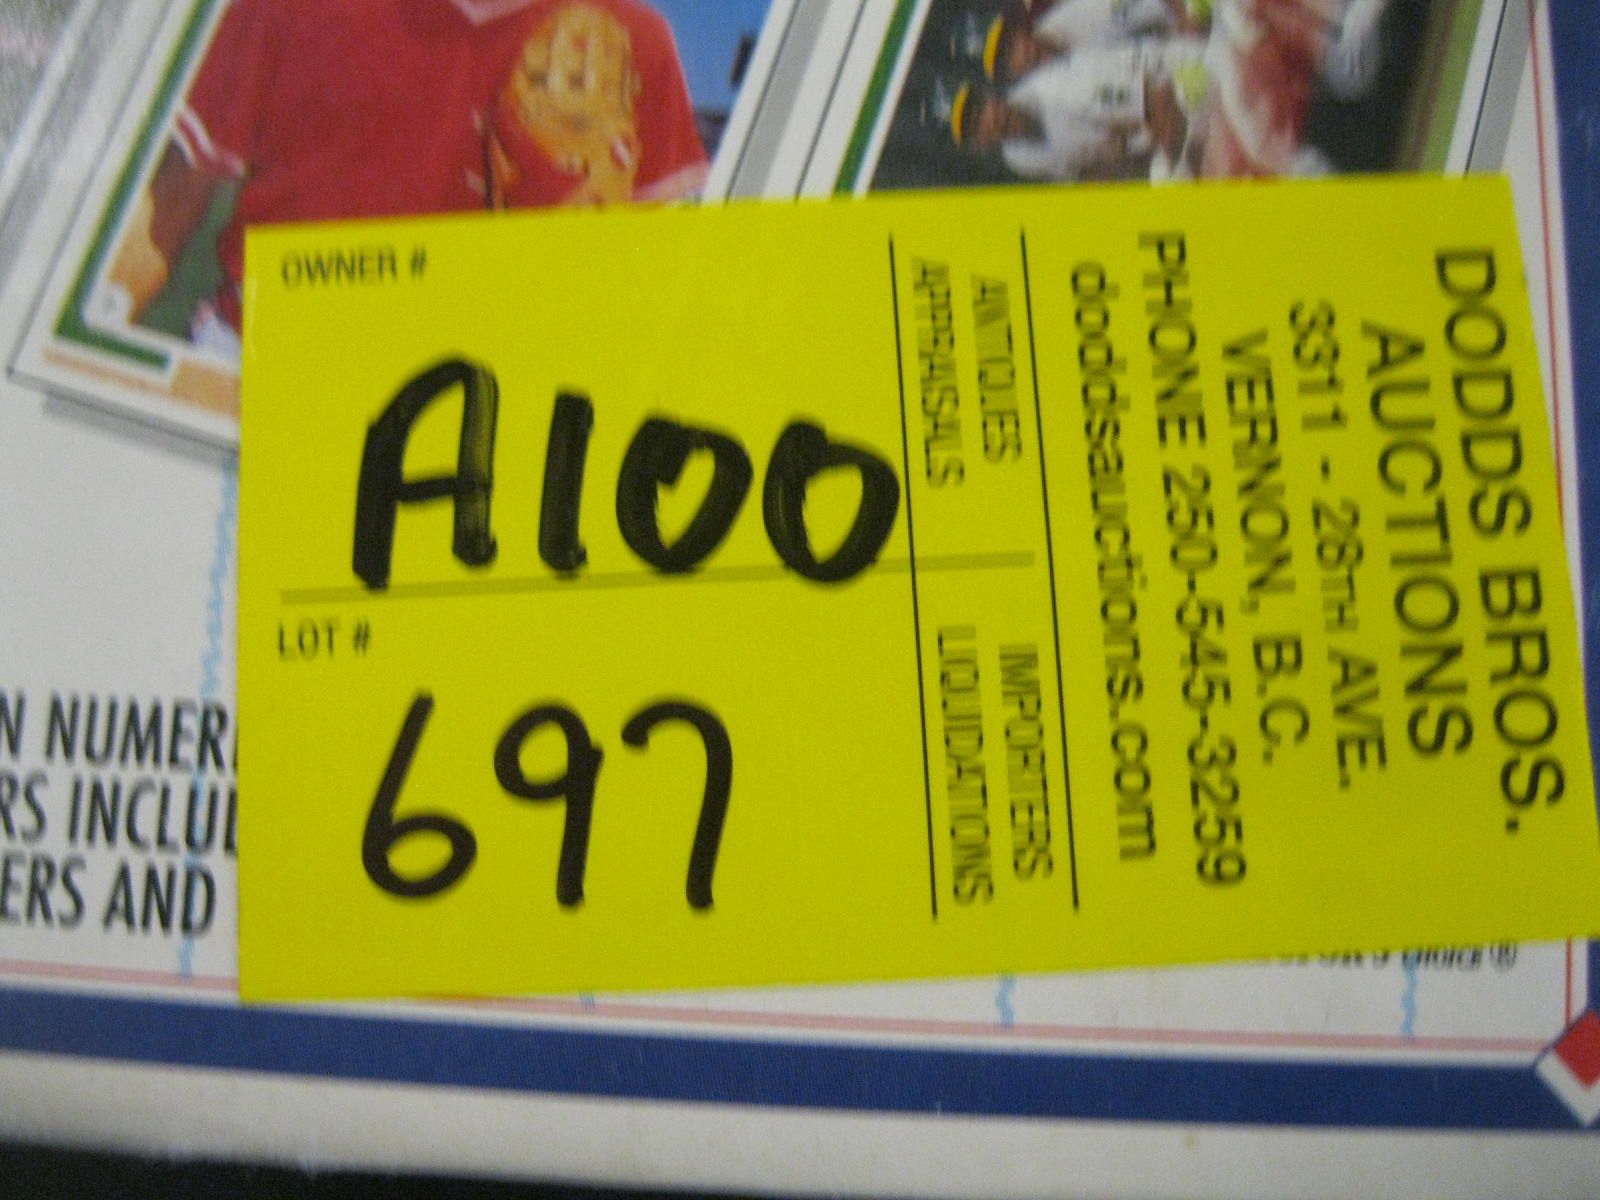 OWNER #
A100
LOT #
697
DODDS BROS.
AUCTIONS
3311 - 28TH AVE.
VERNON, B.C.
PHONE 250-545-3259
doddsauctions.com
ANTIQUES
APPRAISALS
IMPORTERS
LIQUIDATIONS
N NUMER
RS INCLU
ERS AND